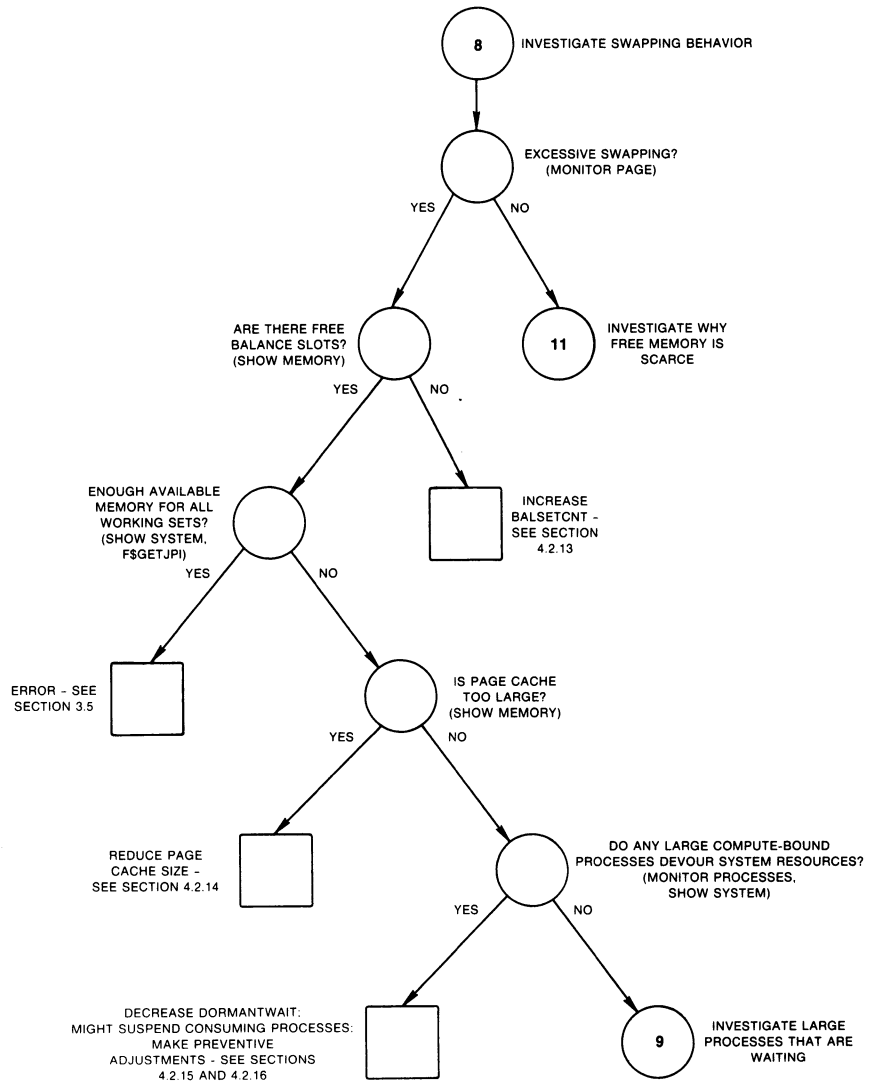 8
INVESTIGATE SWAPPING BEHAVIOR
EXCESSIVE SWAPPING?
(MONITOR PAGE)
YES
NO
ARE THERE FREE
BALANCE SLOTS?
(SHOW MEMORY)
11
INVESTIGATE WHY
FREE MEMORY IS
SCARCE
YES
NO
ENOUGH AVAILABLE
MEMORY FOR ALL
WORKING SETS?
(SHOW SYSTEM,
F$GETJPI)
INCREASE
BALSETCNT -
SEE SECTION
4.2.13
YES
NO
ERROR - SEE
SECTION 3.5
IS PAGE CACHE
TOO LARGE?
(SHOW MEMORY)
YES
NO
REDUCE PAGE
CACHE SIZE -
SEE SECTION 4.2.14
DO ANY LARGE COMPUTE-BOUND
PROCESSES DEVOUR SYSTEM RESOURCES?
(MONITOR PROCESSES,
SHOW SYSTEM)
YES
NO
DECREASE DORMANTWAIT:
MIGHT SUSPEND CONSUMING PROCESSES:
MAKE PREVENTIVE
ADJUSTMENTS - SEE SECTIONS
4.2.15 AND 4.2.16
9
INVESTIGATE LARGE
PROCESSES THAT ARE
WAITING